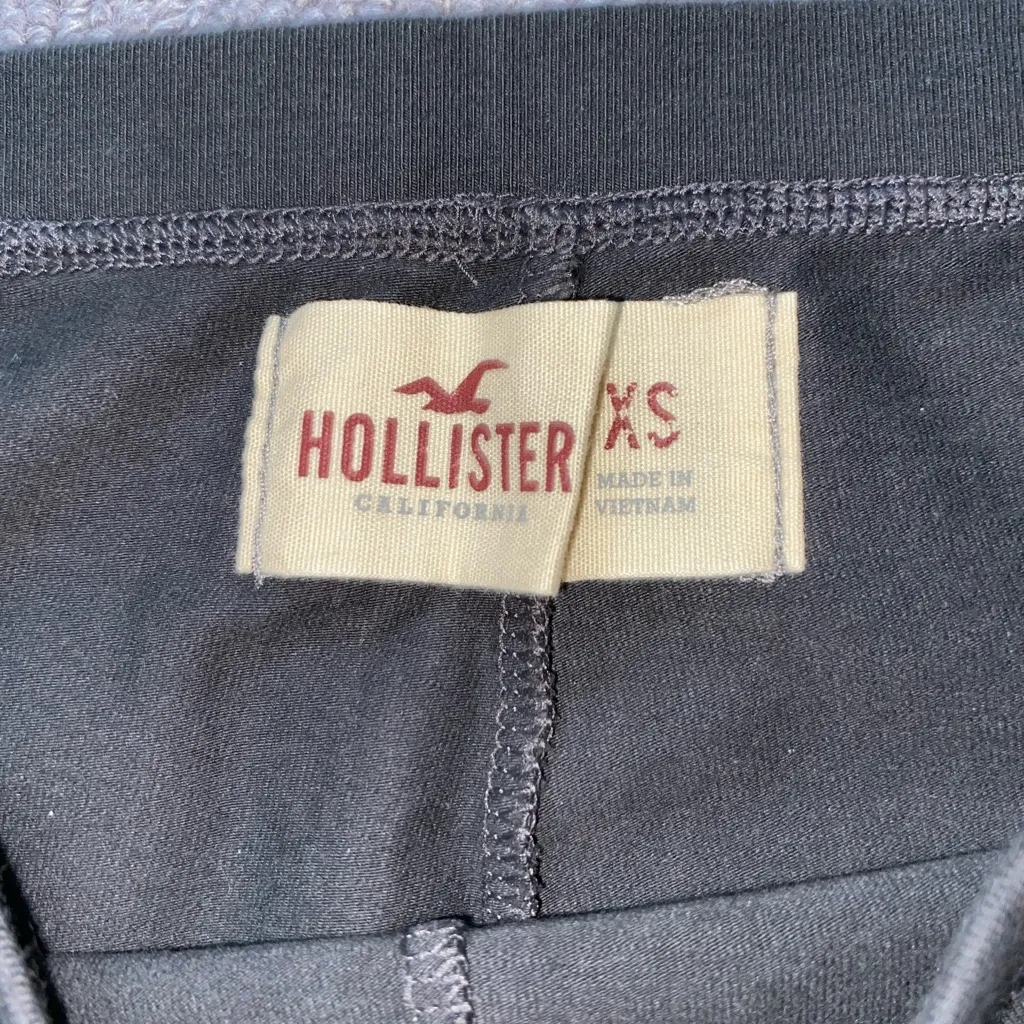 HOLLISTER
CALIFORNIA
XS
MADE IN
VIETNAM